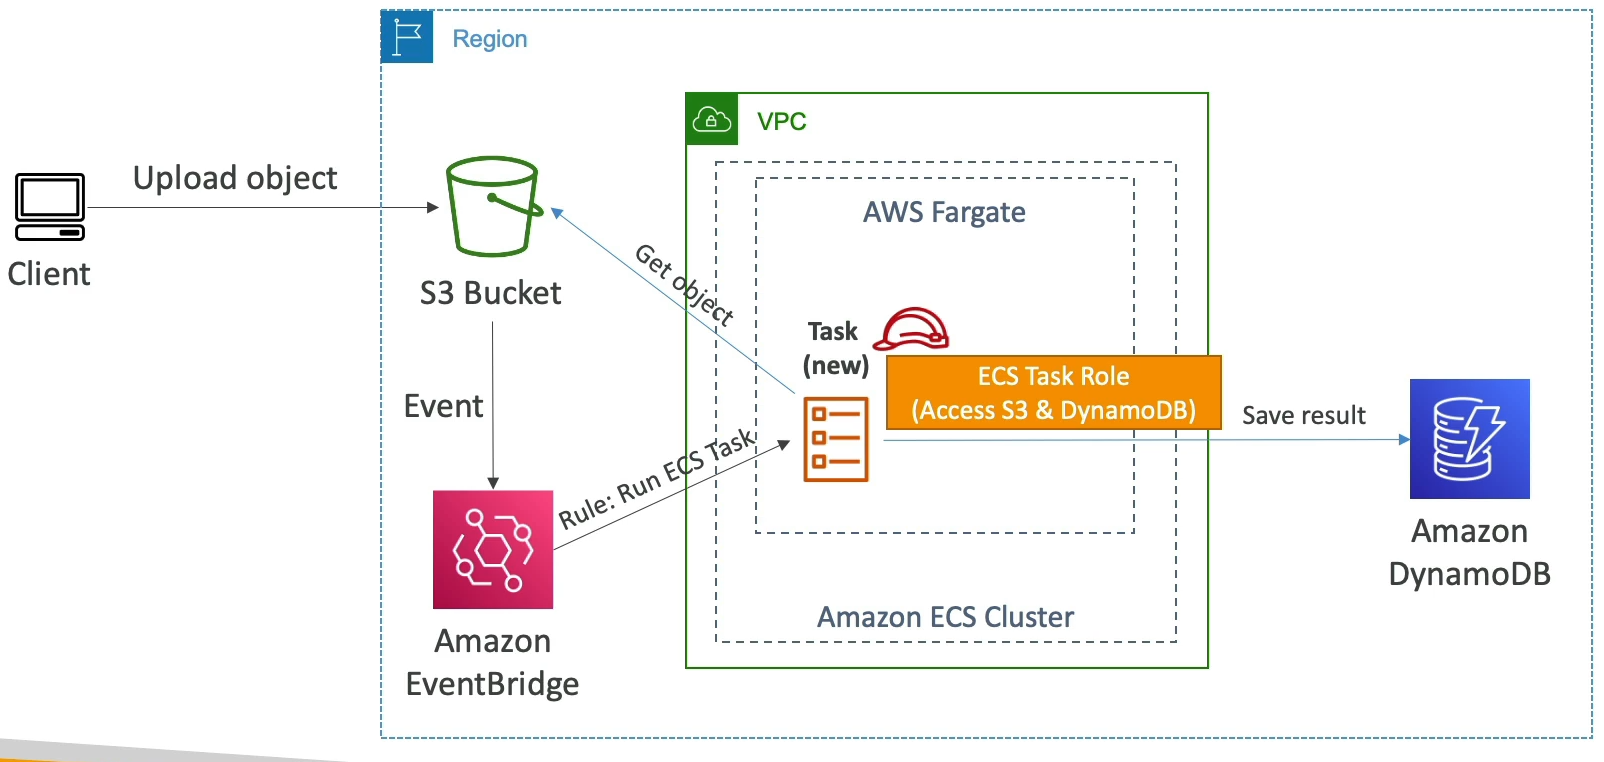 Region
VPC
Upload object
AWS Fargate
Client
S3 Bucket
Get object
Task
(new)
ECS Task Role
(Access S3 & DynamoDB)
Save result
Event
Rule: Run ECS Task
Amazon
DynamoDB
Amazon ECS Cluster
Amazon
EventBridge